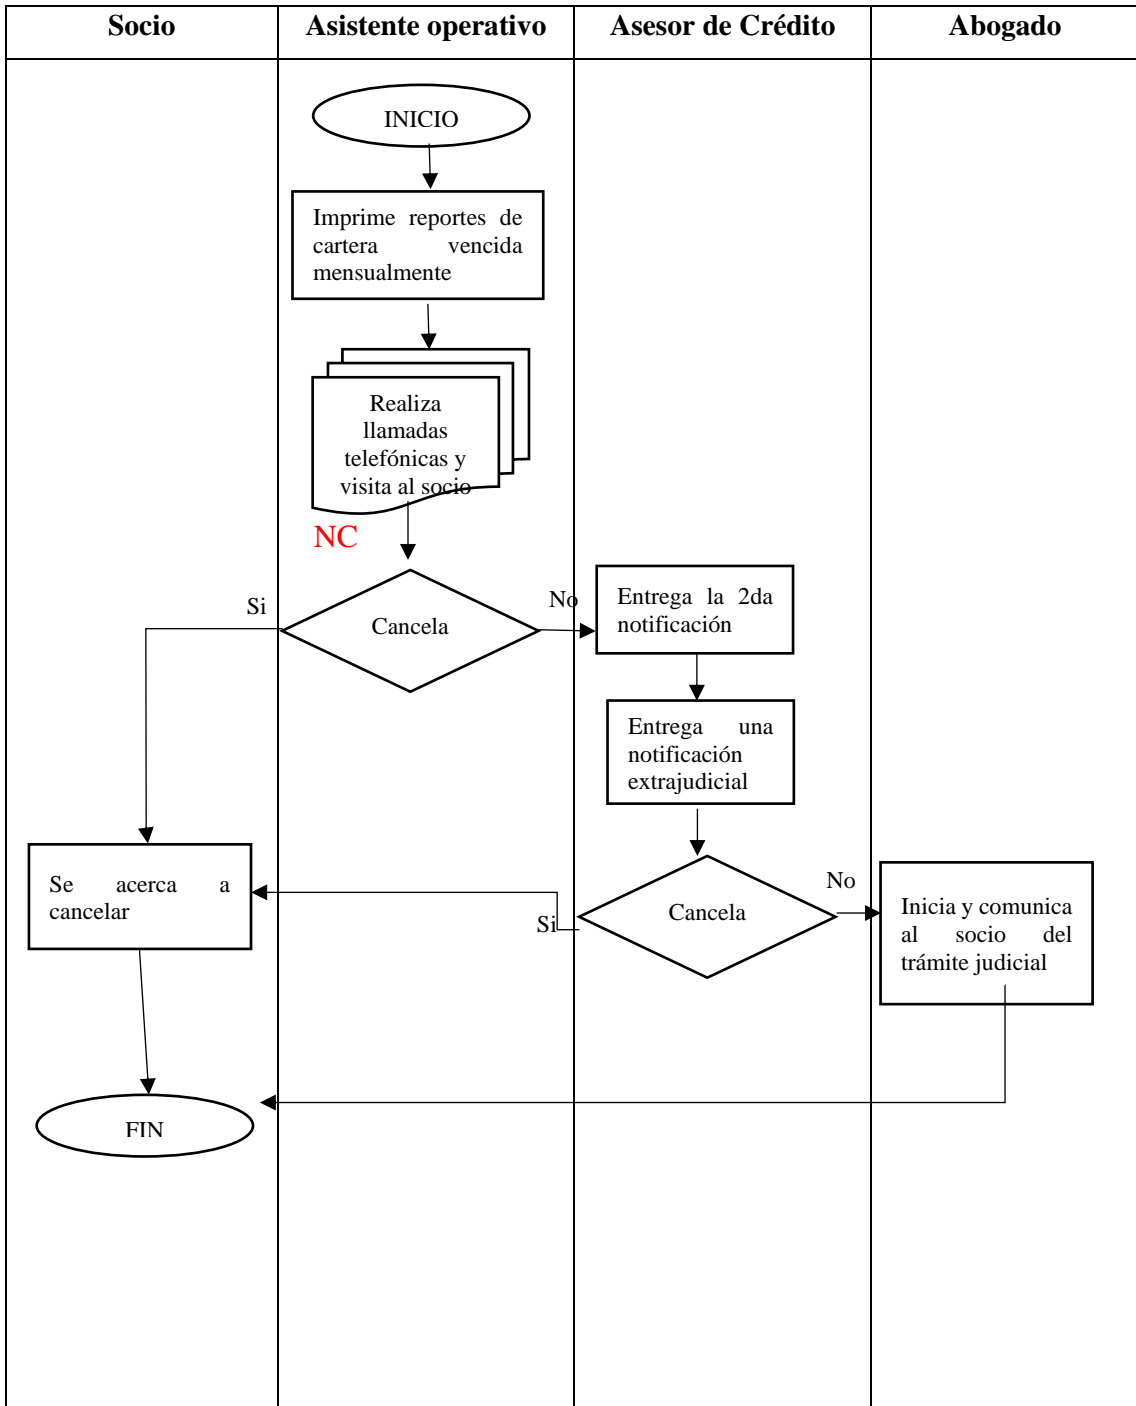 Socio
Asistente operativo
Asesor de Crédito
Abogado
INICIO
Imprime reportes de
cartera vencida
mensualmente
Realiza
llamadas
telefónicas y
visita al socio
NC
Si
Cancela
No
Entrega la 2da
notificación
Entrega una
notificación
extrajudicial
Se acerca a
cancelar
Si
Cancela
No
Inicia y comunica
al socio del
trámite judicial
FIN